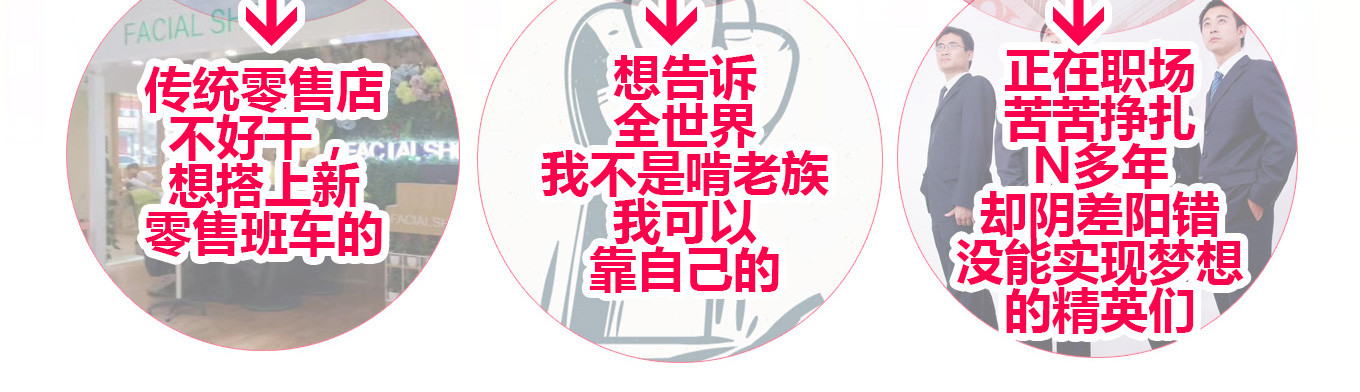 FACIAL SH
传统零售店
不好干，
想搭上新
零售班车的
FACIAL SH
FACIAL SH
想告诉
全世界
我不是啃老族
我可以
靠自己的
正在职场
苦苦挣扎
N多年
却阴差阳错
没能实现梦想
的精英们